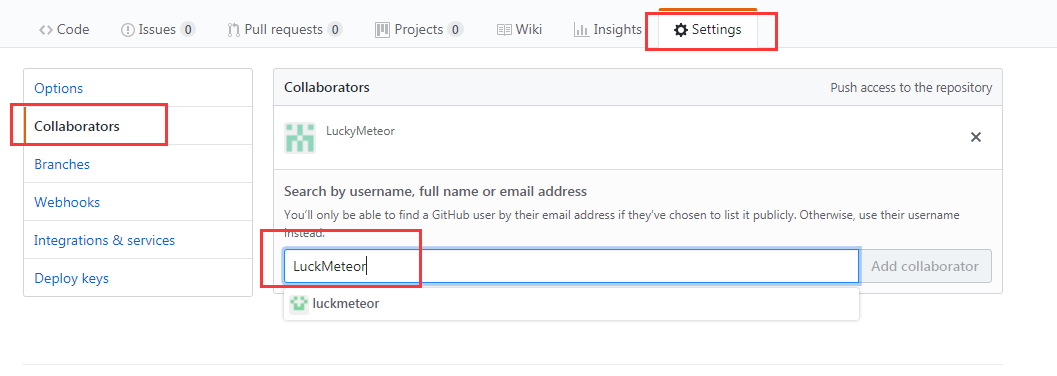 Code Issues 0 Pull requests 0 Projects 0 Wiki Insights Settings
Options
Collaborators
Branches
Webhooks
Integrations & services
Deploy keys
Collaborators Push access to the repository
LuckyMeteor
Search by username, full name or email address
You'll only be able to find a GitHub user by their email address if they've chosen to list it publicly. Otherwise, use their username
instead.
LuckMeteor Add collaborator
luckmeteor